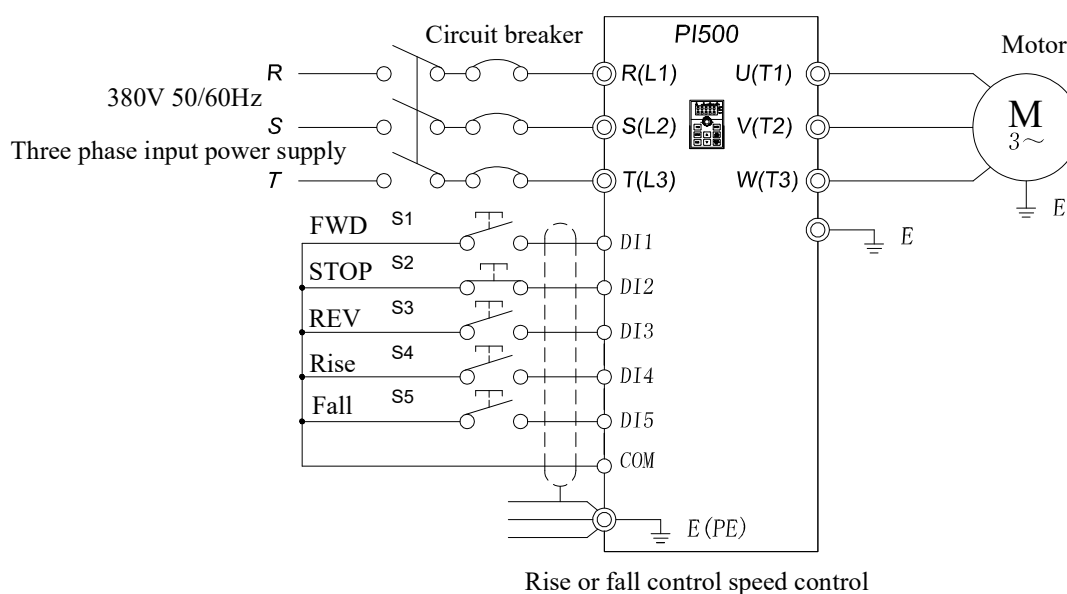 Circuit breaker
PI500
Motor
R
R(L1)
U(T1)
380V 50/60Hz
S
S(L2)
V(T2)
M
3~
Three phase input power supply
T
T(L3)
W(T3)
E
FWD
S1
DI1
E
STOP
S2
DI2
REV
S3
DI3
Rise
S4
DI4
Fall
S5
DI5
COM
E(PE)
Rise or fall control speed control